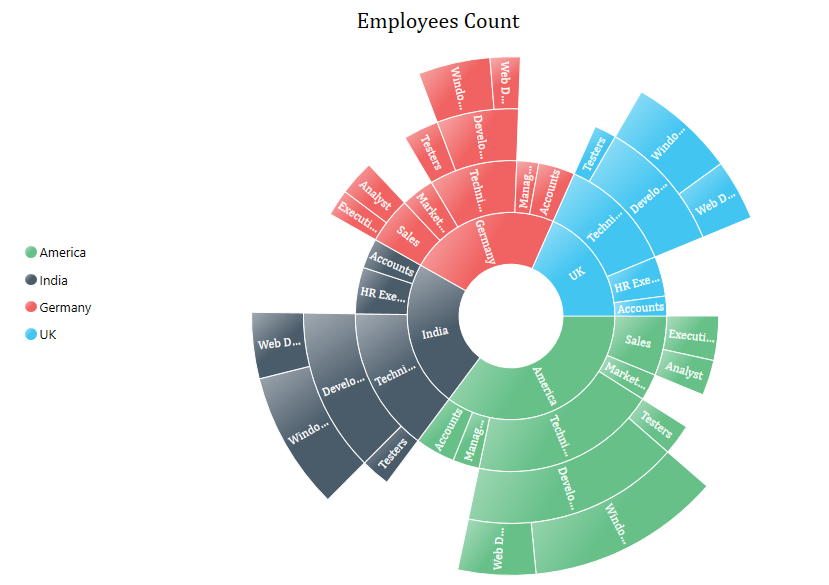 Employees Count
America
India
Germany
UK
Germany
Techni...
Develo...
Windo...
Web D...
Testers
Market...
Manag...
Accounts
Sales
Analyst
Executi...
UK
Techni...
Testers
Develo...
Windo...
Web D...
HR Exe...
Accounts
America
Sales
Executi...
Analyst
Market...
Techni...
Testers
Develo...
Windo...
Web D...
Manag...
Accounts
India
Accounts
HR Exe...
Techni...
Develo...
Web D...
Windo...
Testers